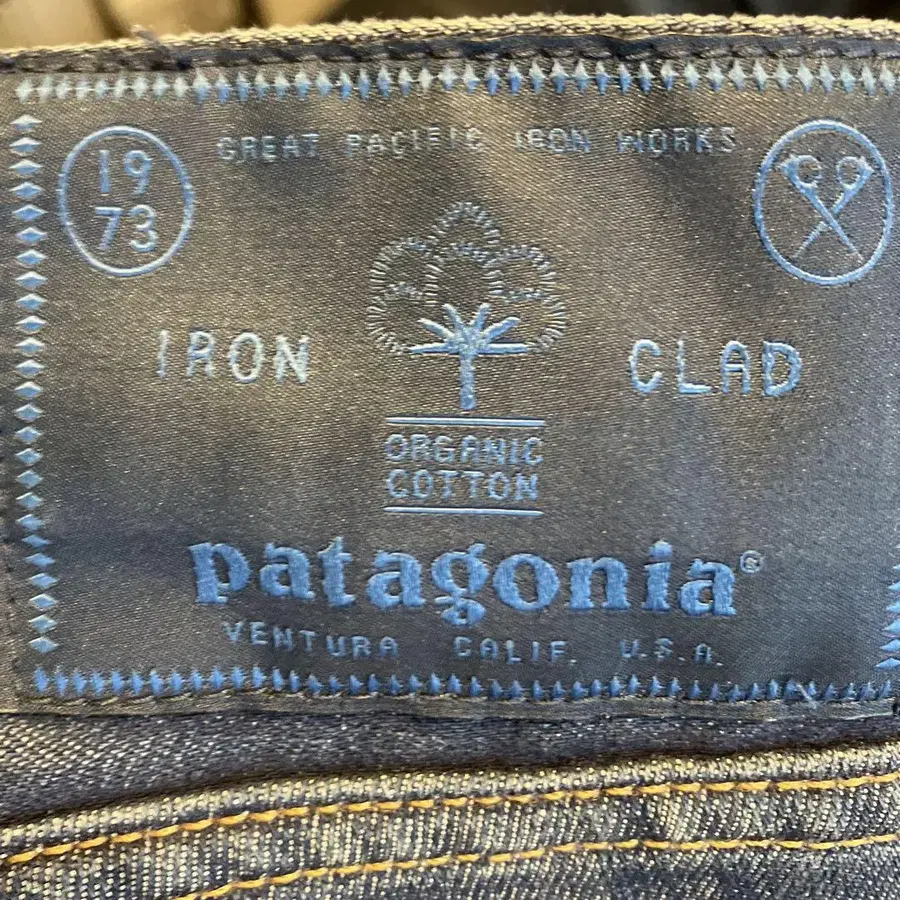 GREAT PACIFIC IRON WORKS
19
73
IRON CLAD
ORGANIC
COTTON
patagonia®
VENTURA CALIF. U.S.A.